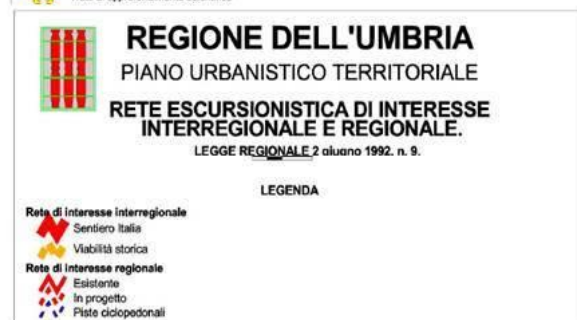 REGIONE DELL'UMBRIA
PIANO URBANISTICO TERRITORIALE
RETE ESCURSIONISTICA DI INTERESSE
INTERREGIONALE E REGIONALE.
LEGGE REGIONALE 2 giugno 1992. n. 9.
LEGENDA
Rete di interesse interregionale
Sentiero Italia
Viabilità storica
Rete di interesse regionale
Esistente
In progetto
Piste ciclopedonali